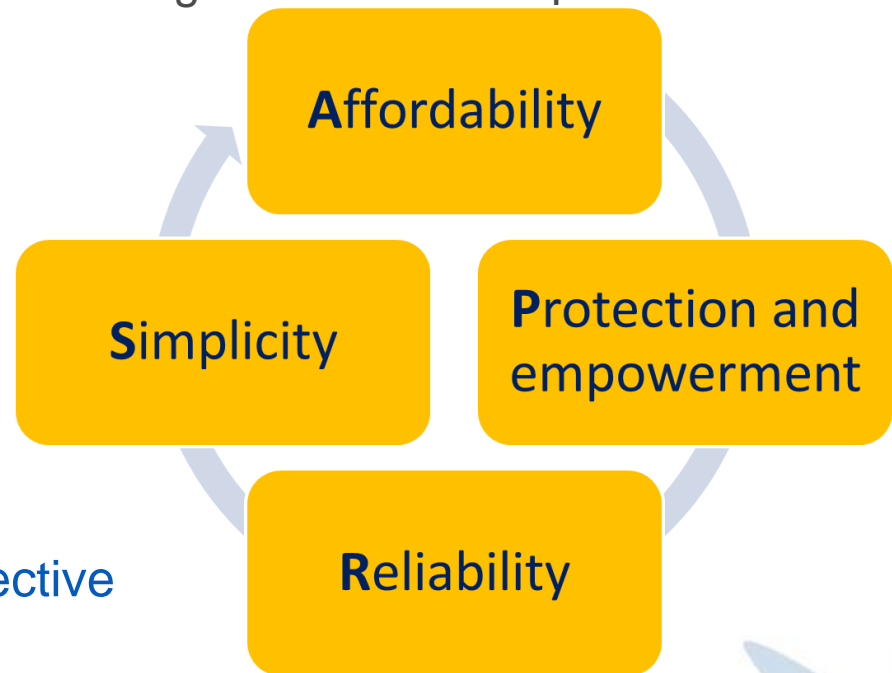 Affordability
Protection and
empowerment
Simplicity
Reliability
ective